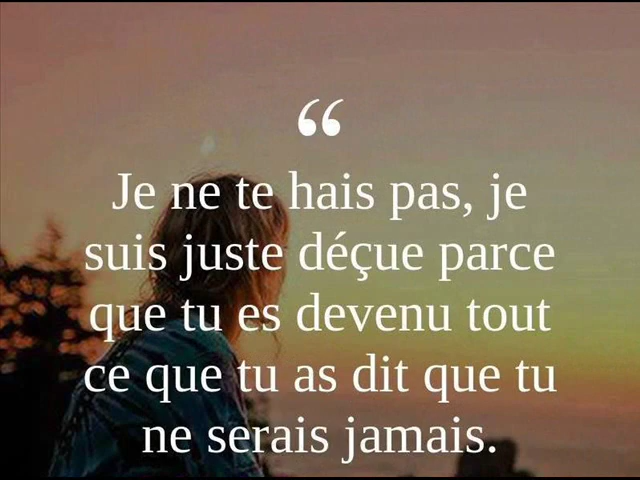 “
Je ne te hais pas, je
suis juste déçue parce
que tu es devenu tout
ce que tu as dit que tu
ne serais jamais.